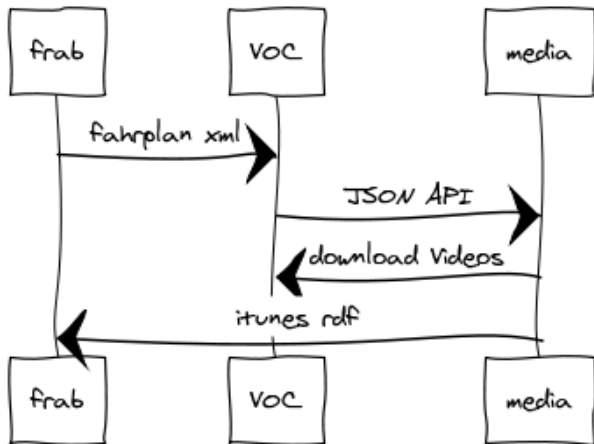 frab
VOC
media
fahrplan xml
JSON API
download Videos
itunes rdf
frab
VOC
media